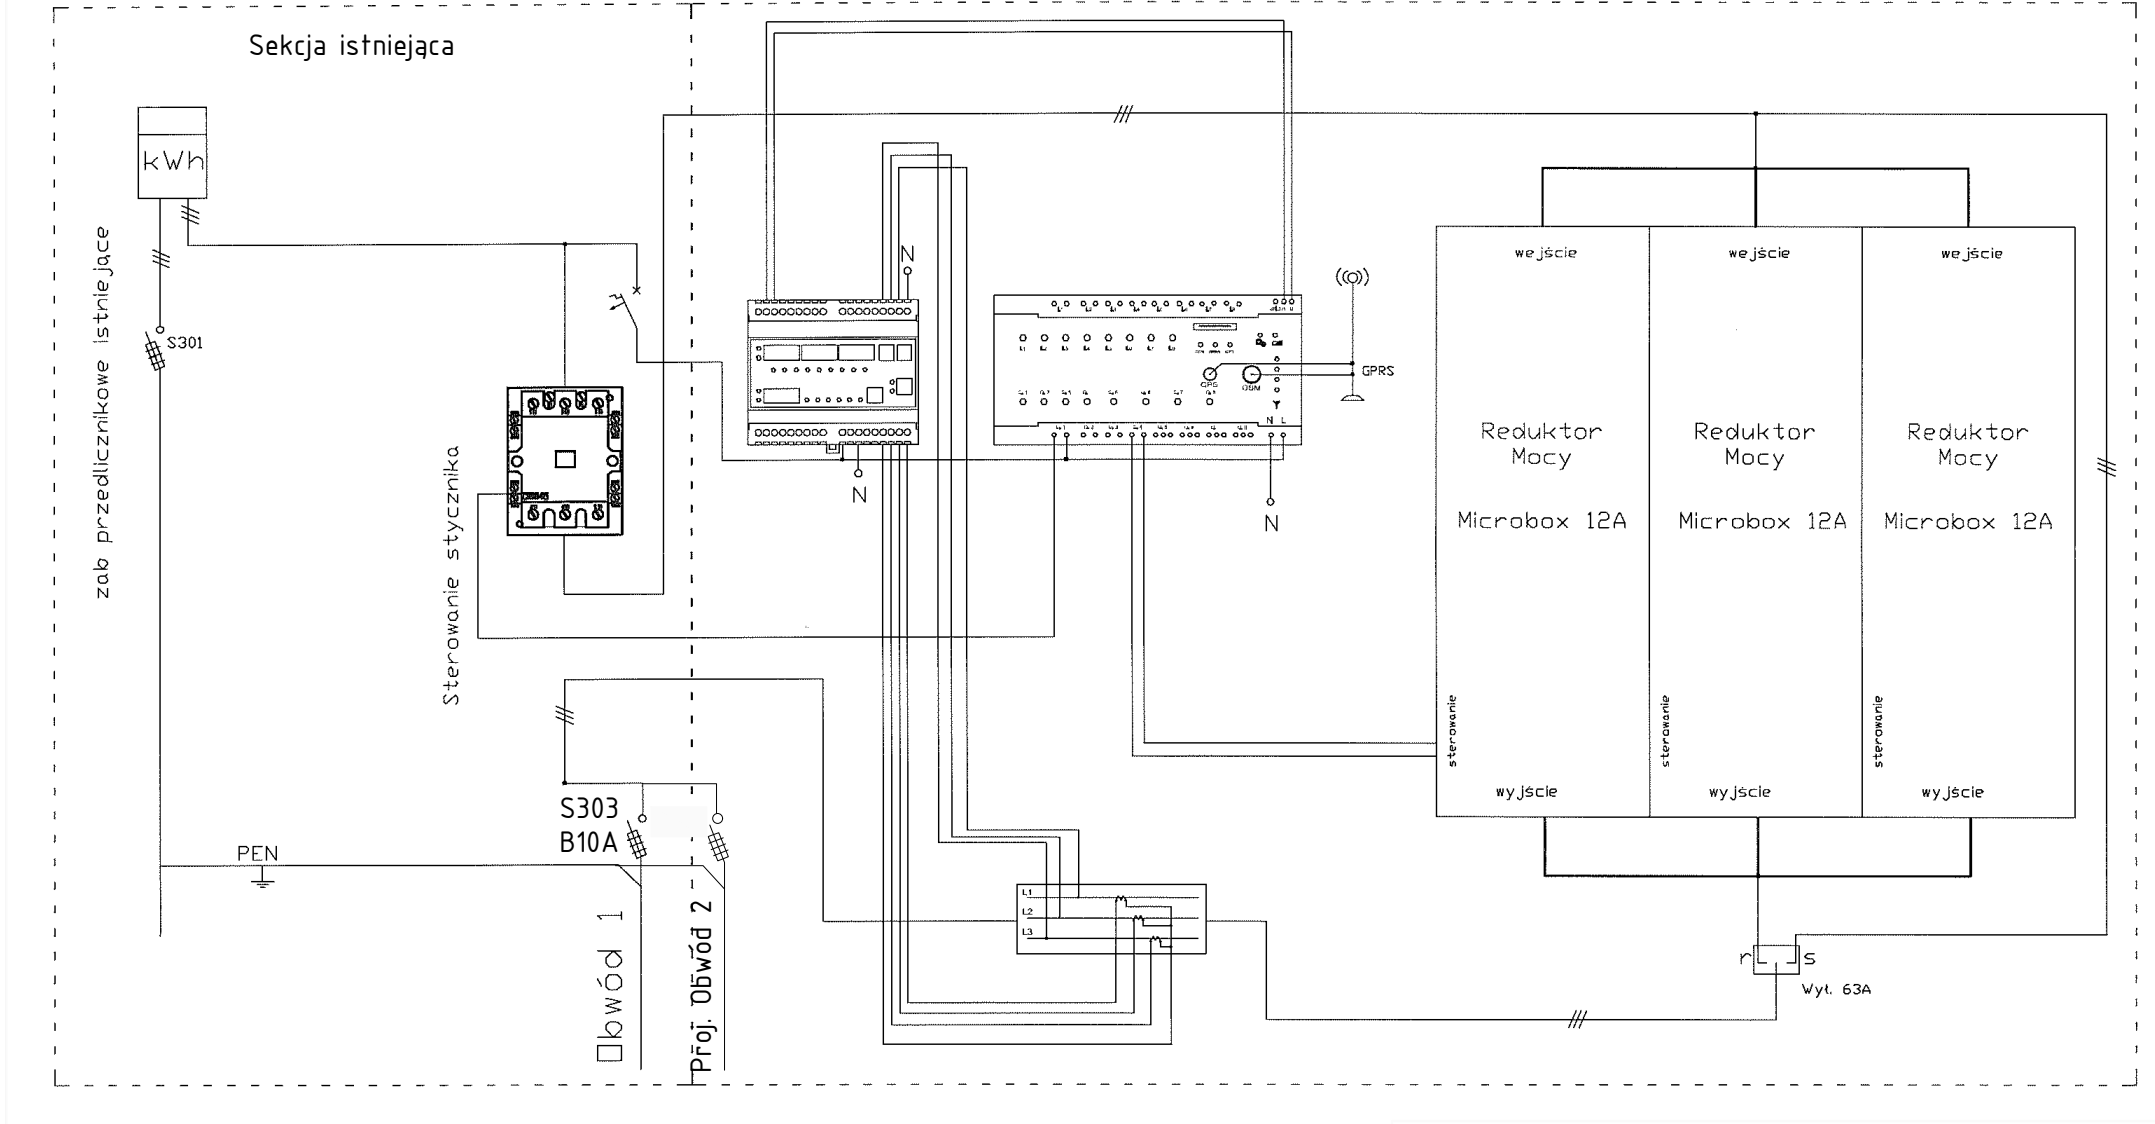 Sekcja istniejąca
kWh
zab przedlicznikowe istniejące
S301
Sterowanie stycznika
N
N
GPS
GSM
GPRS
N L
N
wejście
wejście
wejście
Reduktor
Mocy
Microbox 12A
Reduktor
Mocy
Microbox 12A
Reduktor
Mocy
Microbox 12A
sterowanie
sterowanie
sterowanie
wyjście
wyjście
wyjście
S303
B10A
PEN
Obwód 1
Proj. Obwód 2
L1
L2
L3
r
s
Wył. 63A